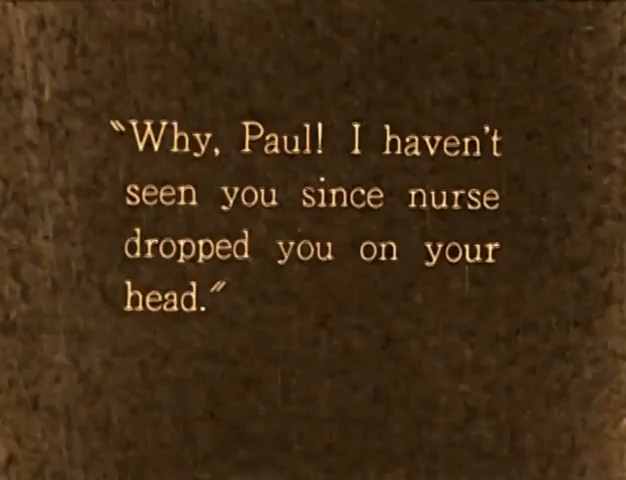 "Why, Paul! I haven't
seen you since nurse
dropped you on your
head."